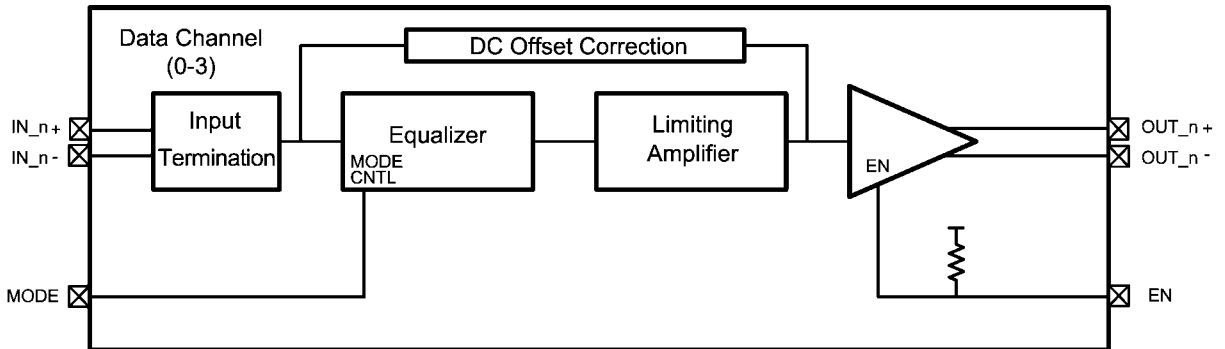 Data Channel
(0-3)
DC Offset Correction
IN_n+
IN_n-
Input
Termination
Equalizer
MODE
CNTL
Limiting
Amplifier
EN
OUT_n+
OUT_n-
MODE
EN